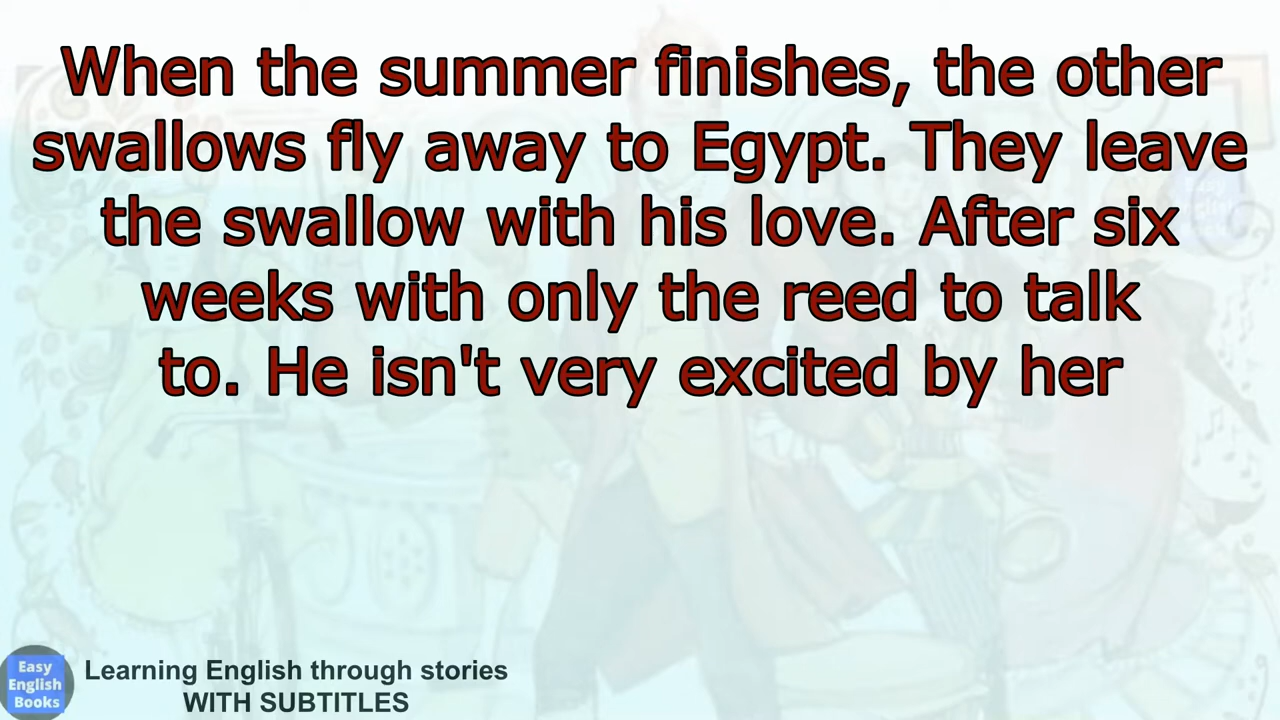 When the summer finishes, the other
swallows fly away to Egypt. They leave
the swallow with his love. After six
weeks with only the reed to talk
to. He isn't very excited by her
Easy
English
Books
Learning English through stories
WITH SUBTITLES